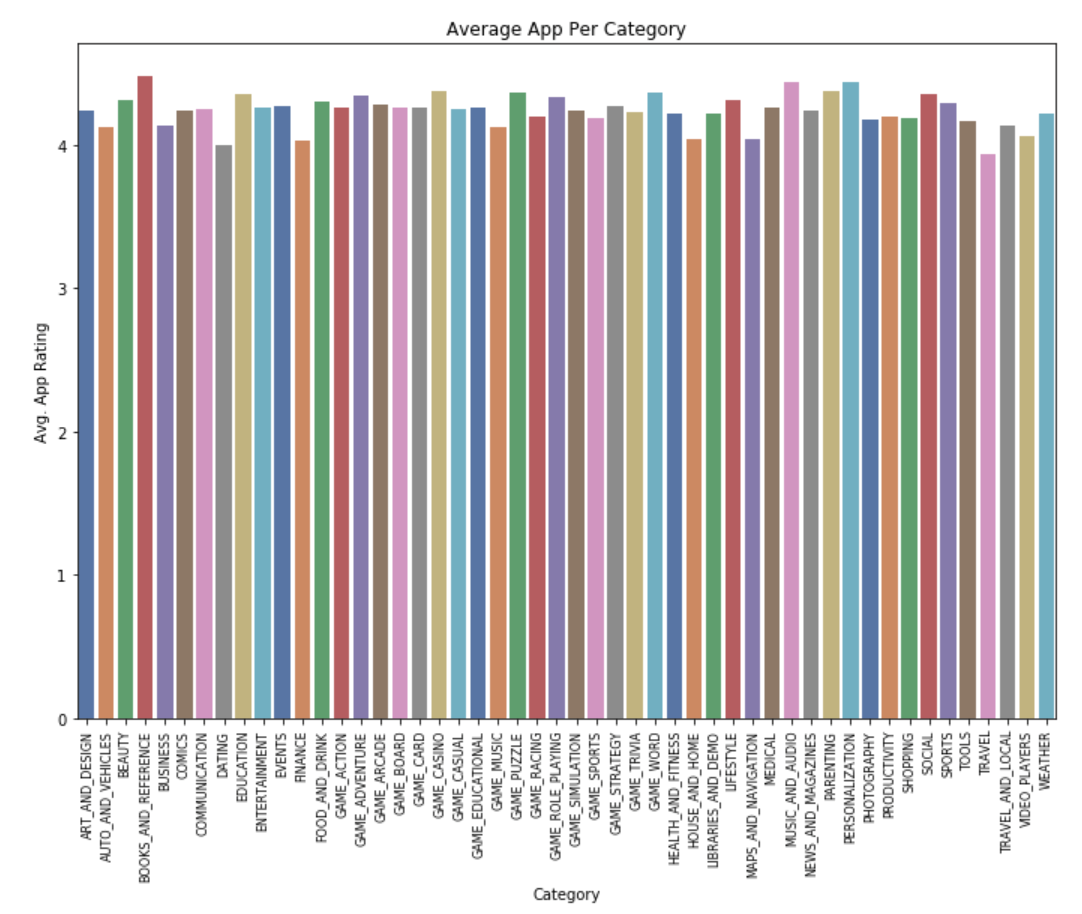 Average App Per Category
Avg. App Rating
4
3
2
1
0
ART_AND_DESIGN
AUTO_AND_VEHICLES
BEAUTY
BOOKS_AND_REFERENCE
BUSINESS
COMICS
COMMUNICATION
DATING
EDUCATION
ENTERTAINMENT
EVENTS
FINANCE
FOOD_AND_DRINK
GAME_ACTION
GAME_ADVENTURE
GAME_ARCADE
GAME_BOARD
GAME_CARD
GAME_CASINO
GAME_CASUAL
GAME_EDUCATIONAL
GAME_MUSIC
GAME_PUZZLE
GAME_RACING
GAME_ROLE_PLAYING
GAME_SIMULATION
GAME_SPORTS
GAME_STRATEGY
GAME_TRIVIA
GAME_WORD
HEALTH_AND_FITNESS
HOUSE_AND_HOME
LIBRARIES_AND_DEMO
LIFESTYLE
MAPS_AND_NAVIGATION
MEDICAL
MUSIC_AND_AUDIO
NEWS_AND_MAGAZINES
PARENTING
PERSONALIZATION
PHOTOGRAPHY
PRODUCTIVITY
SHOPPING
SOCIAL
SPORTS
TOOLS
TRAVEL
TRAVEL_AND_LOCAL
VIDEO_PLAYERS
WEATHER
Category